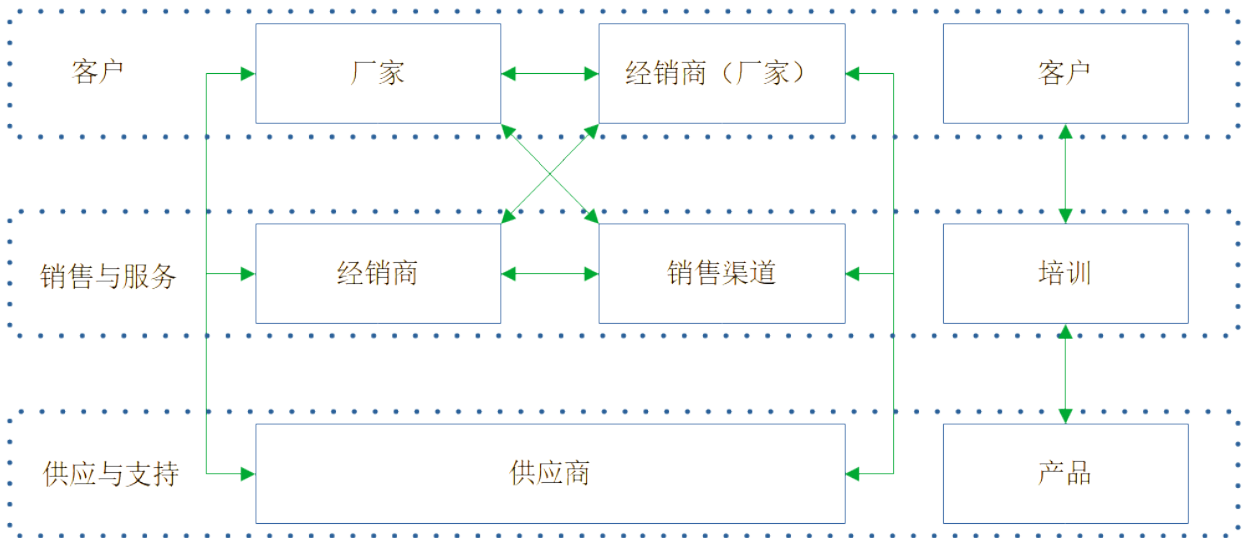 客户
厂家
经销商（厂家）
客户
销售与服务
经销商
销售渠道
培训
供应与支持
供应商
产品